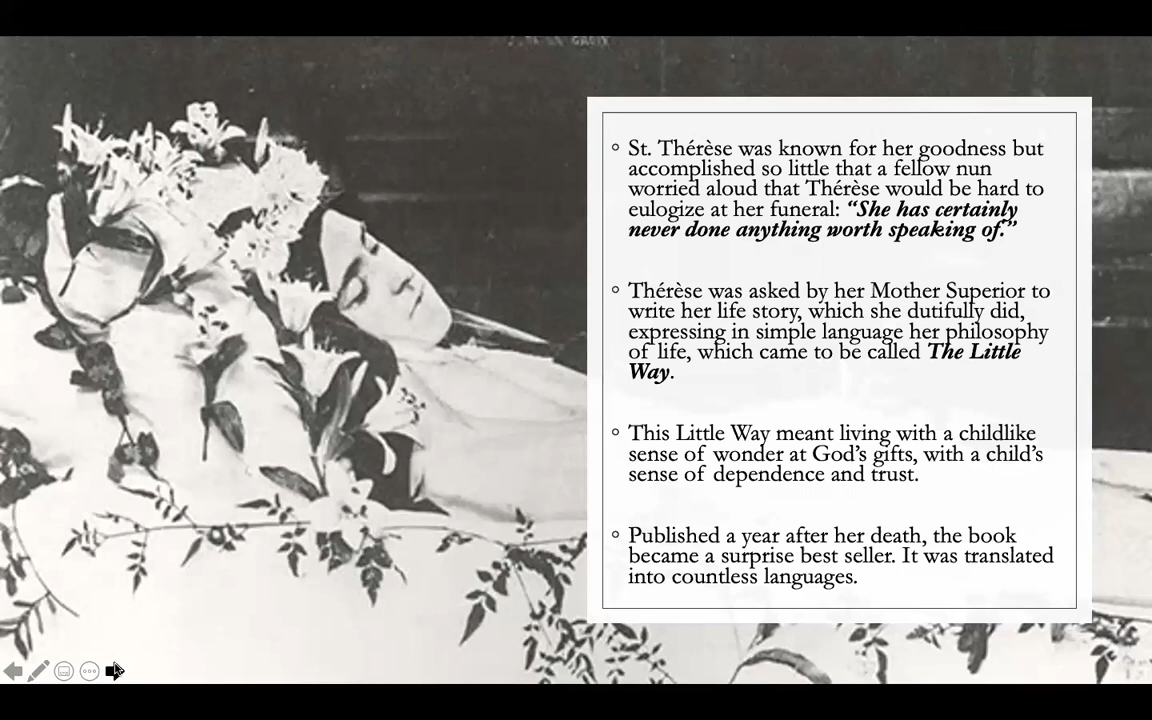 ◦ St. Thérèse was known for her goodness but
accomplished so little that a fellow nun
worried aloud that Thérèse would be hard to
eulogize at her funeral: “She has certainly
never done anything worth speaking of.”
◦ Thérèse was asked by her Mother Superior to
write her life story, which she dutifully did,
expressing in simple language her philosophy
of life, which came to be called The Little
Way.
◦ This Little Way meant living with a childlike
sense of wonder at God’s gifts, with a child’s
sense of dependence and trust.
◦ Published a year after her death, the book
became a surprise best seller. It was translated
into countless languages.